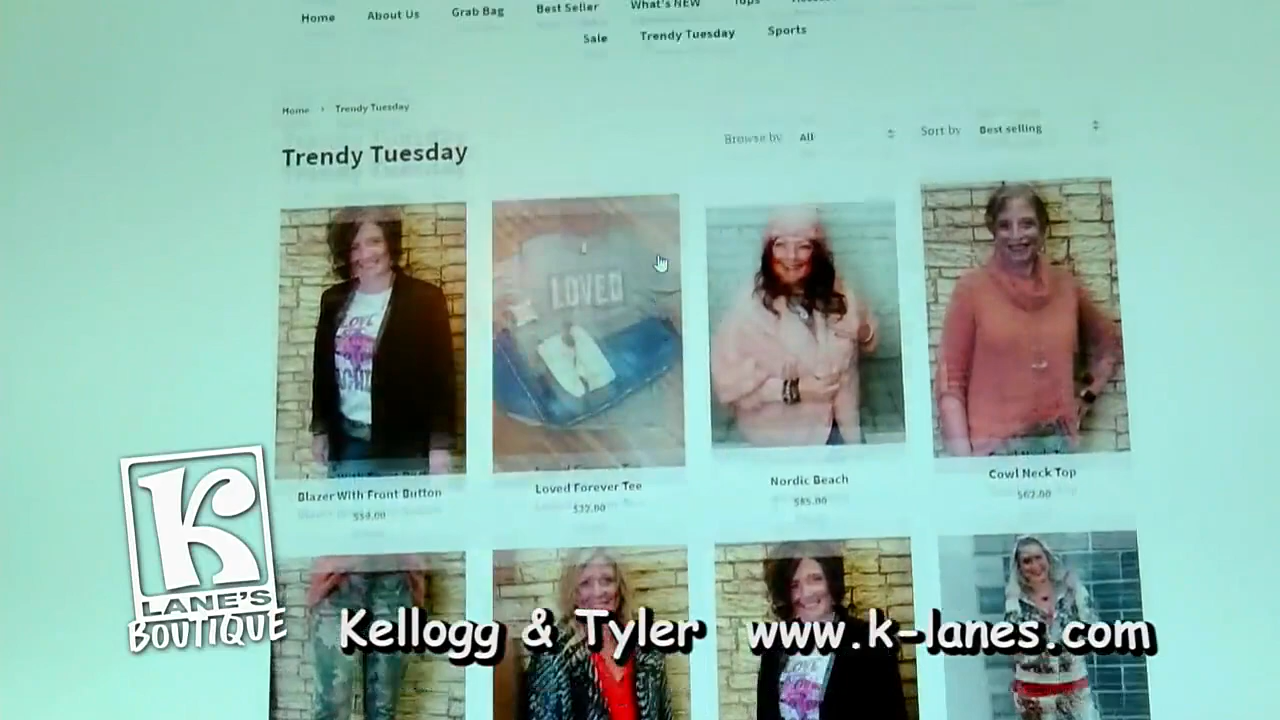 Home About Us Grab Bag Best Seller What's NEW Tops
Sale Trendy Tuesday Sports
Home › Trendy Tuesday
Trendy Tuesday
Browse by All Sort by Best selling
LOVED
Blazer With Front Button
Loved Forever Tee
$32.00
Nordic Beach
$85.00
Cowl Neck Top
$62.00
K
LANE'S
BOUTIQUE
Kellogg & Tyler www.k-lanes.com